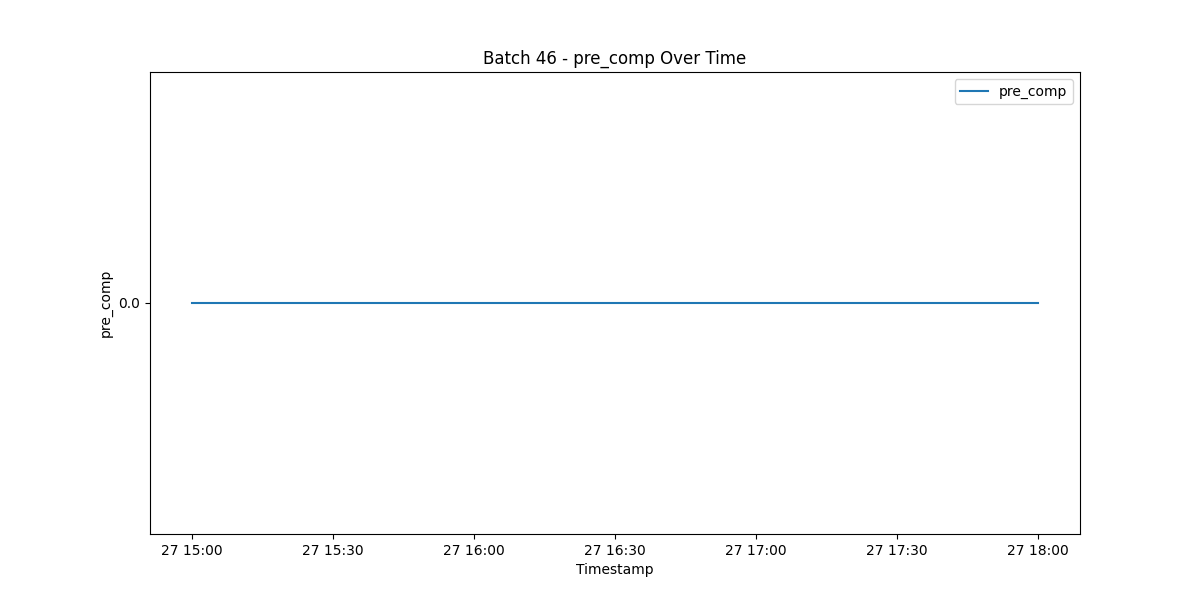 Batch 46 - pre_comp Over Time
pre_comp
pre_comp
0.0
27 15:00 27 15:30 27 16:00 27 16:30 27 17:00 27 17:30 27 18:00
Timestamp